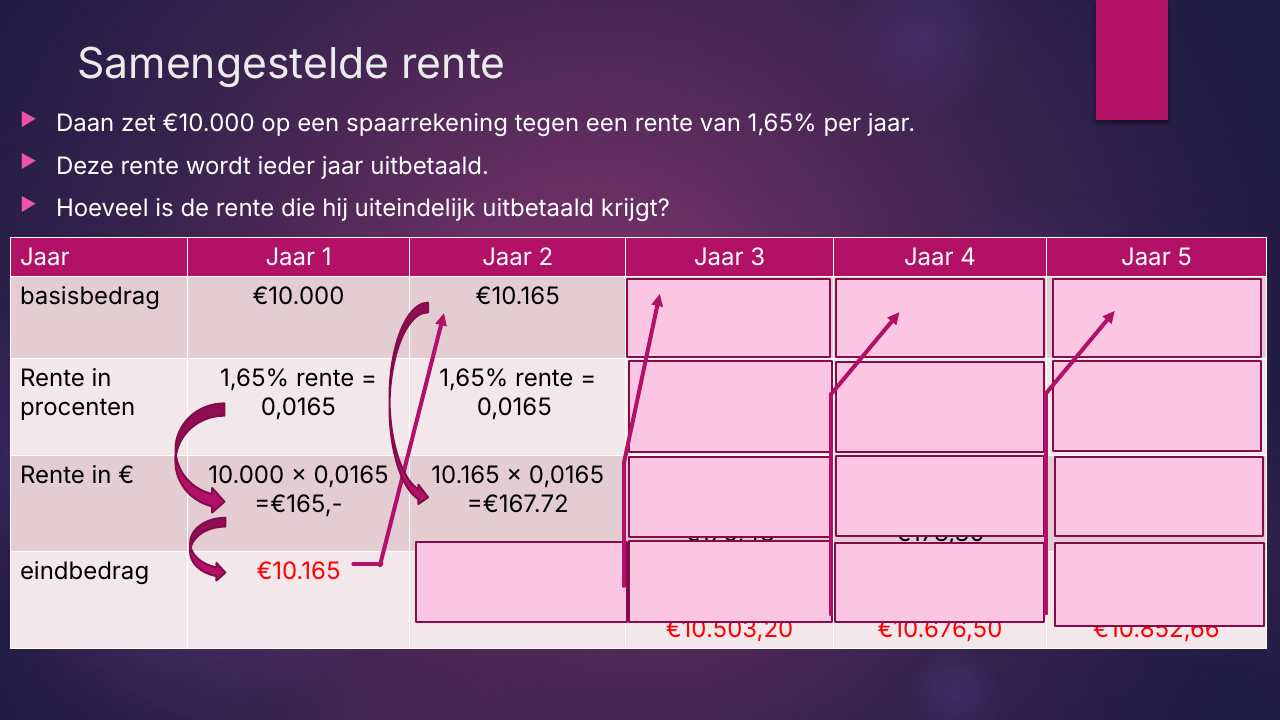 Samengestelde rente
Daan zet €10.000 op een spaarrekening tegen een rente van 1,65% per jaar.
Deze rente wordt ieder jaar uitbetaald.
Hoeveel is de rente die hij uiteindelijk uitbetaald krijgt?
Jaar Jaar 1 Jaar 2 Jaar 3 Jaar 4 Jaar 5
basisbedrag €10.000 €10.165
Rente in procenten 1,65% rente = 0,0165 1,65% rente = 0,0165
Rente in € 10.000 × 0,0165 =€165,- 10.165 × 0,0165 =€167.72
eindbedrag €10.165 €10.503,20 €10.676,50 €10.852,66